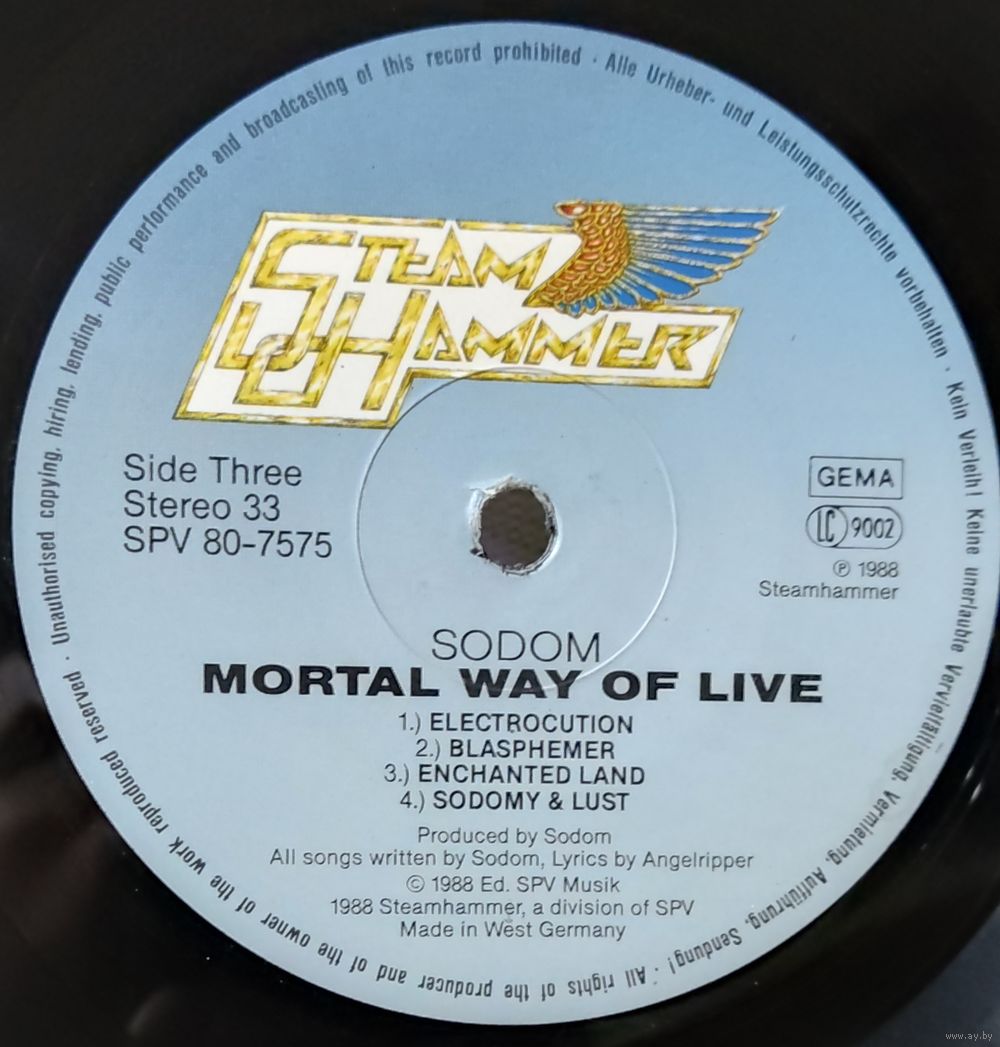 STEAM
HAMMER
Side Three
Stereo 33
SPV 80-7575
GEMA
LC 9002
℗ 1988
Steamhammer
SODOM
MORTAL WAY OF LIVE
1.) ELECTROCUTION
2.) BLASPHEMER
3.) ENCHANTED LAND
4.) SODOMY & LUST
Produced by Sodom
All songs written by Sodom, Lyrics by Angelripper
© 1988 Ed. SPV Musik
1988 Steamhammer, a division of SPV
Made in West Germany
Alle Urheber- und Leistungsschutzrechte vorbehalten · Kein Verleih! Keine unerlaubte Vervielfältigung, Vermietung, Aufführung, Sendung! · All rights of the producer and of the owner of the work reproduced reserved · Unauthorised copying, hiring, lending, public performance and broadcasting of this record prohibited ·
www.ay.by